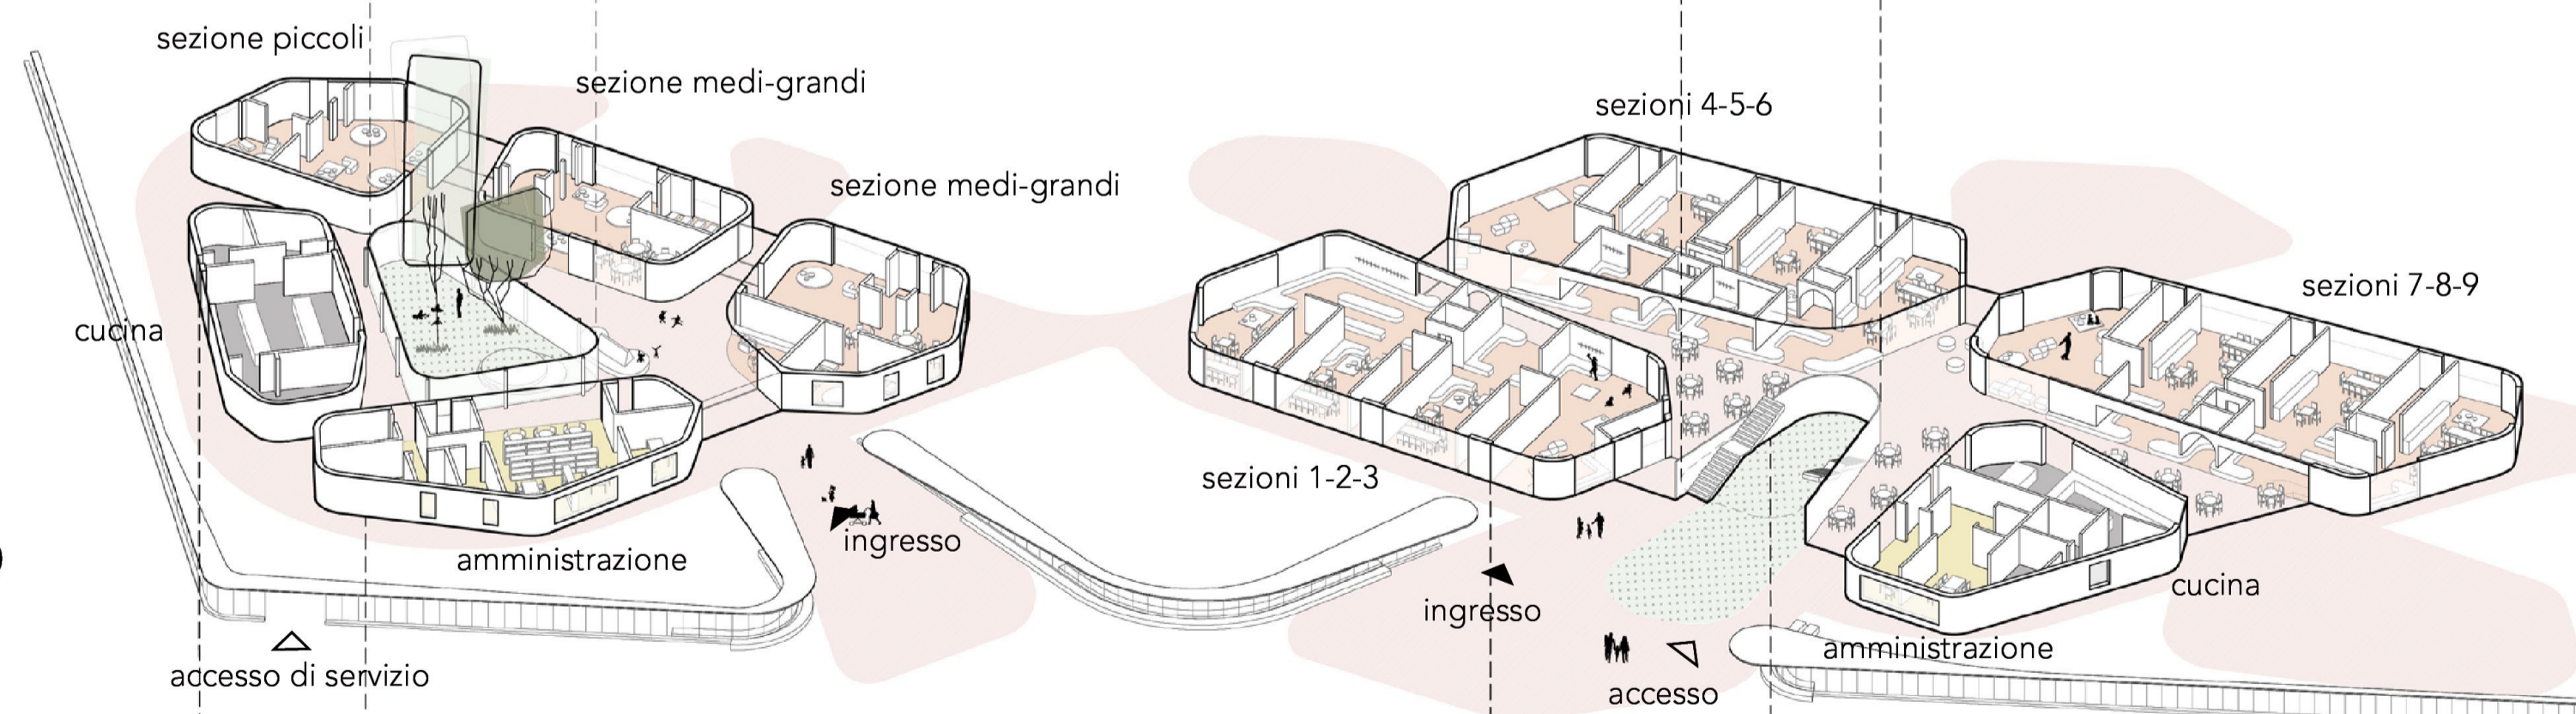 sezione piccoli
sezione medi-grandi
sezione medi-grandi
cucina
amministrazione
ingresso
accesso di servizio
sezioni 4-5-6
sezioni 7-8-9
sezioni 1-2-3
ingresso
cucina
amministrazione
accesso